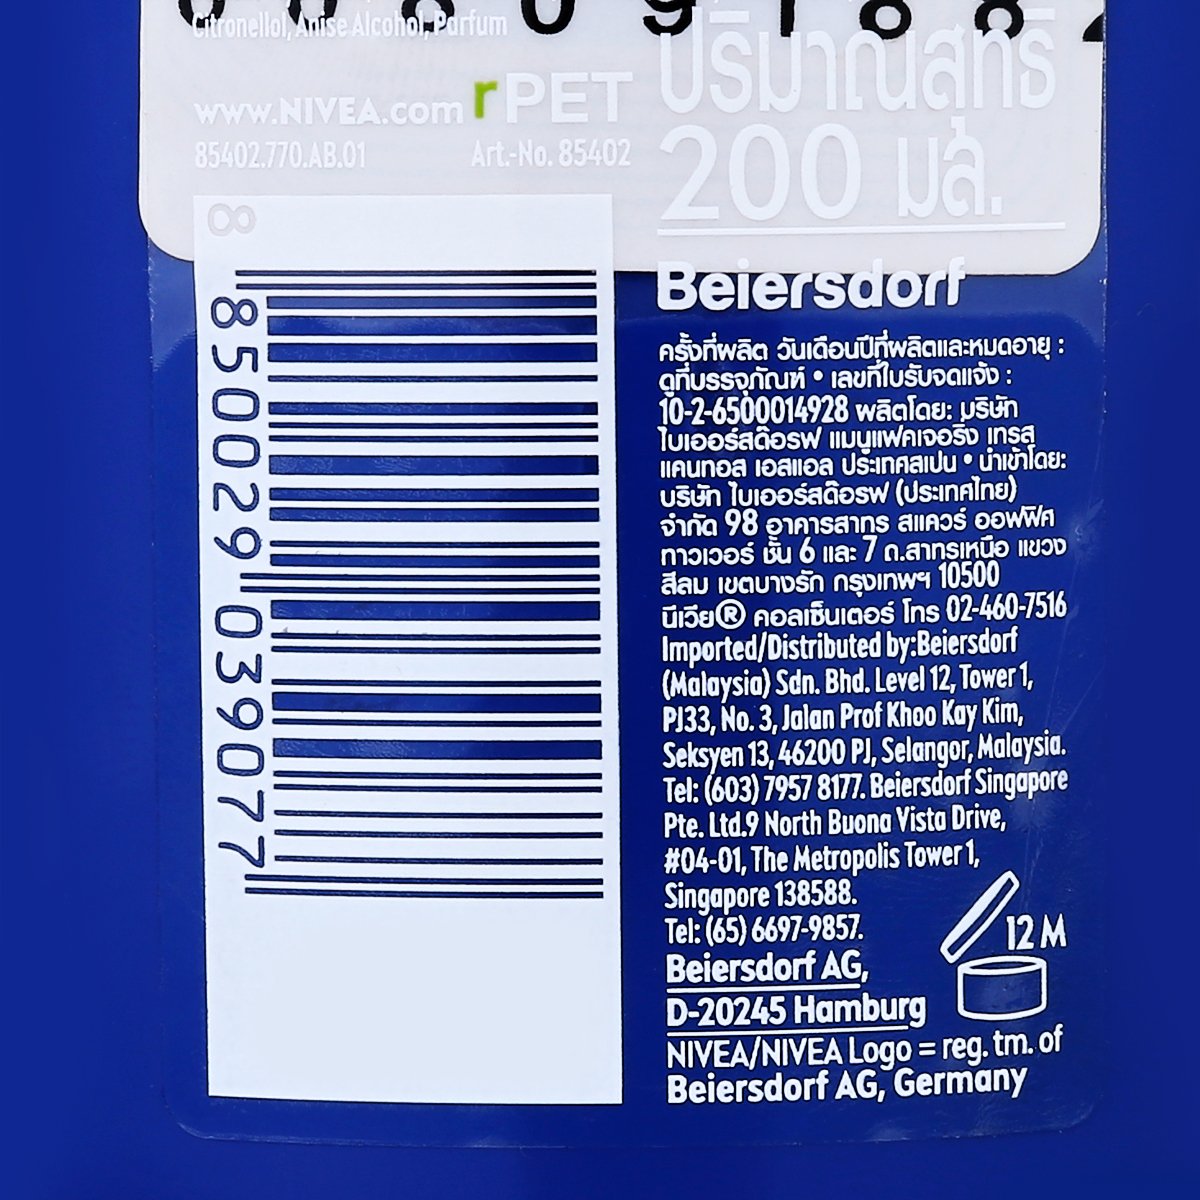 Citronellol, Anise Alcohol, Parfum
www.NIVEA.com rPET
85402.770.AB.01
Art.-No. 85402
ปริมาณสุทธิ
200 มล.
8
850029 039077
Beiersdorf
ครั้งที่ผลิต วันเดือนปีที่ผลิตและหมดอายุ :
ดูที่บรรจุภัณฑ์ • เลขที่ใบรับจดแจ้ง :
10-2-6500014928 ผลิตโดย: บริษัท
ไบเออร์สด๊อรฟ แมนูแฟคเจอริ่ง เทรส
แคนทอส เอสแอล ประเทศสเปน • นำเข้าโดย:
บริษัท ไบเออร์สด๊อรฟ (ประเทศไทย)
จำกัด 98 อาคารสาทร สแควร์ ออฟฟิศ
ทาวเวอร์ ชั้น 6 และ 7 ถ.สาทรเหนือ แขวง
สีลม เขตบางรัก กรุงเทพฯ 10500
นีเวีย® คอลเซ็นเตอร์ โทร 02-460-7516
Imported/Distributed by:Beiersdorf
(Malaysia) Sdn. Bhd. Level 12, Tower 1,
PJ33, No. 3, Jalan Prof Khoo Kay Kim,
Seksyen 13, 46200 PJ, Selangor, Malaysia.
Tel: (603) 7957 8177. Beiersdorf Singapore
Pte. Ltd.9 North Buona Vista Drive,
#04-01, The Metropolis Tower 1,
Singapore 138588.
Tel: (65) 6697-9857.
12 M
Beiersdorf AG,
D-20245 Hamburg
NIVEA/NIVEA Logo = reg. tm. of
Beiersdorf AG, Germany